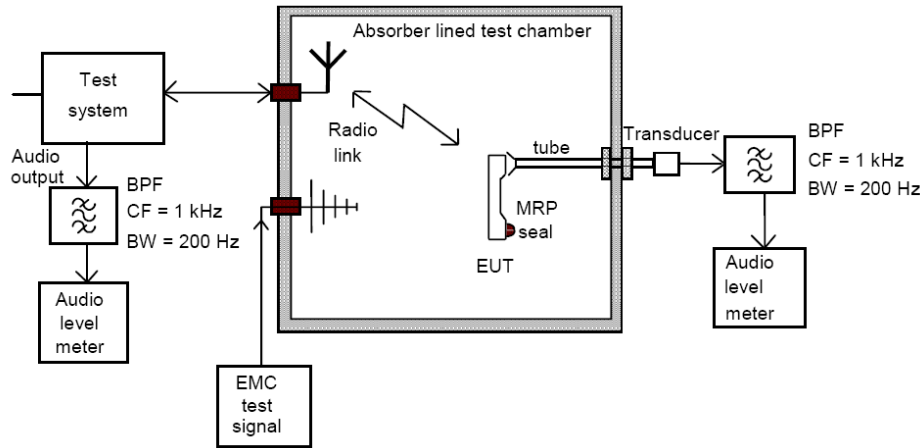 Absorber lined test chamber
Test
system
Radio
link
Audio
output
BPF
CF = 1 kHz
BW = 200 Hz
Audio
level
meter
EMC
test
signal
tube
Transducer
MRP
seal
EUT
BPF
CF = 1 kHz
BW = 200 Hz
Audio
level
meter